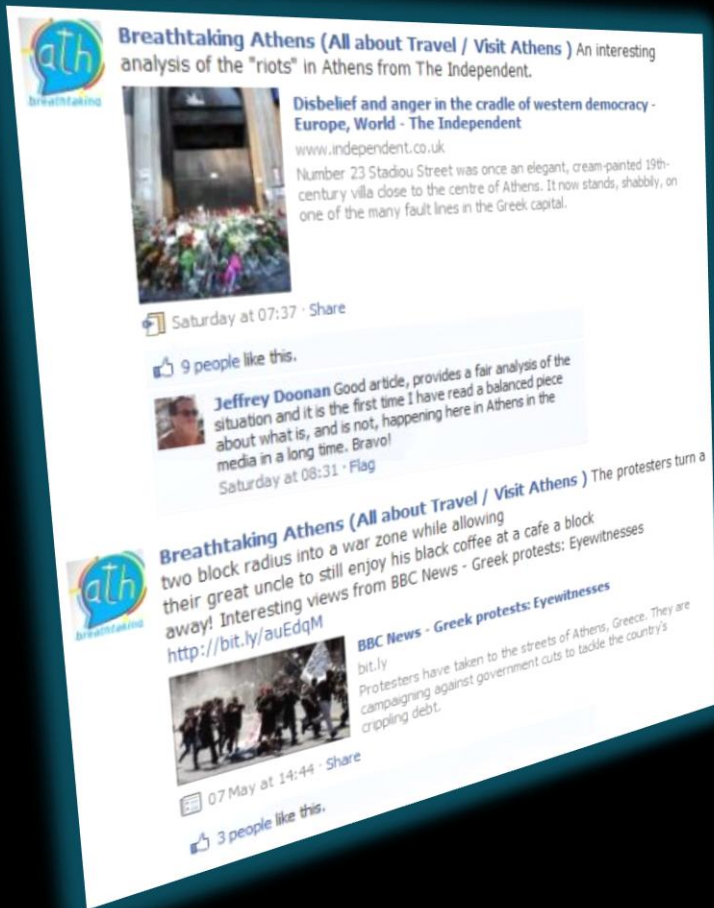 ath
breathtaking
Breathtaking Athens (All about Travel / Visit Athens ) An interesting
analysis of the "riots" in Athens from The Independent.
Disbelief and anger in the cradle of western democracy -
Europe, World - The Independent
www.independent.co.uk
Number 23 Stadiou Street was once an elegant, cream-painted 19th-
century villa close to the centre of Athens. It now stands, shabbily, on
one of the many fault lines in the Greek capital.
Saturday at 07:37 · Share
9 people like this.
Jeffrey Doonan Good article, provides a fair analysis of the
situation and it is the first time I have read a balanced piece
about what is, and is not, happening here in Athens in the
media in a long time. Bravo!
Saturday at 08:31 · Flag
ath
breathtaking
Breathtaking Athens (All about Travel / Visit Athens ) The protesters turn a
two block radius into a war zone while allowing
their great uncle to still enjoy his black coffee at a cafe a block
away! Interesting views from BBC News - Greek protests: Eyewitnesses
http://bit.ly/auEdqM
BBC News - Greek protests: Eyewitnesses
bit.ly
Protesters have taken to the streets of Athens, Greece. They are
campaigning against government cuts to tackle the country's
crippling debt.
07 May at 14:44 · Share
3 people like this.